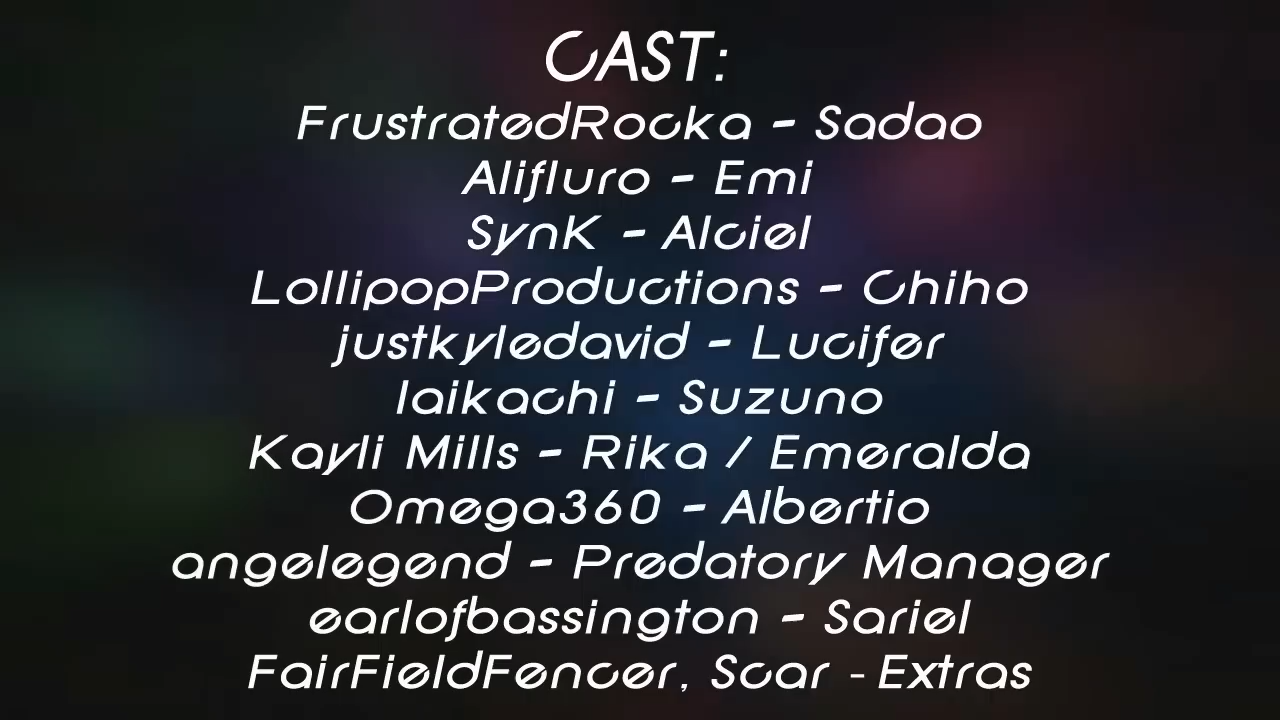 CAST:
FrustratedRocka - Sadao
Alifluro - Emi
SynK - Alciel
LollipopProductions - Chiho
justkyledavid - Lucifer
laikachi - Suzuno
Kayli Mills - Rika / Emeralda
Omega360 - Albertio
angelegend - Predatory Manager
earlofbassington - Sariel
FairFieldFencer, Scar - Extras